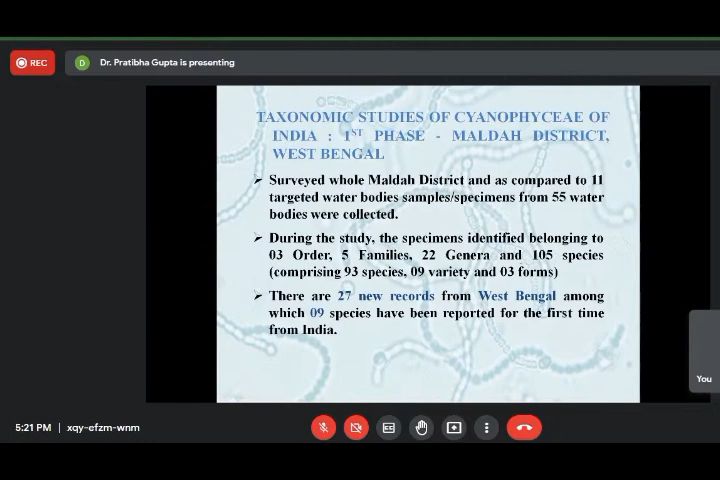 REC
D
Dr. Pratibha Gupta is presenting
TAXONOMIC STUDIES OF CYANOPHYCEAE OF
INDIA : 1ST PHASE - MALDAH DISTRICT,
WEST BENGAL
➢ Surveyed whole Maldah District and as compared to 11
targeted water bodies samples/specimens from 55 water
bodies were collected.
➢ During the study, the specimens identified belonging to
03 Order, 5 Families, 22 Genera and 105 species
(comprising 93 species, 09 variety and 03 forms)
➢ There are 27 new records from West Bengal among
which 09 species have been reported for the first time
from India.
You
5:21 PM | xqy-efzm-wnm